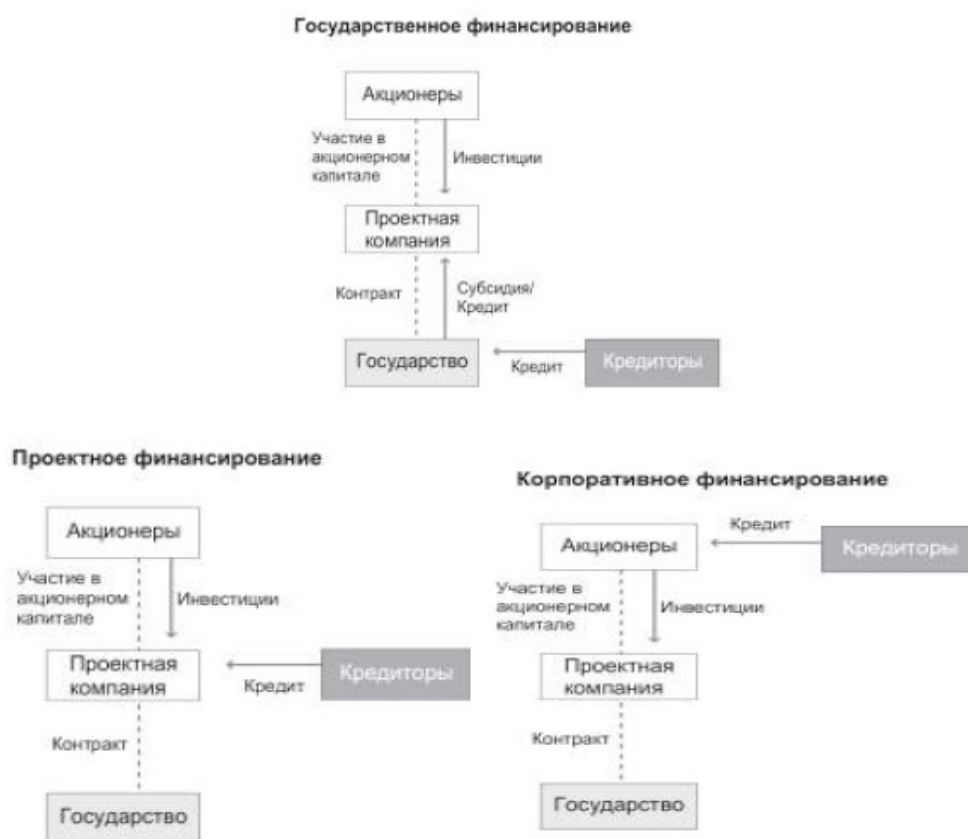 Государственное финансирование
Акционеры
Участие в
акционерном
капитале
Инвестиции
Проектная
компания
Контракт
Субсидия/
Кредит
Государство
Кредит
Кредиторы
Проектное финансирование
Акционеры
Участие в
акционерном
капитале
Инвестиции
Проектная
компания
Кредит
Кредиторы
Контракт
Государство
Корпоративное финансирование
Кредит
Кредиторы
Акционеры
Участие в
акционерном
капитале
Инвестиции
Проектная
компания
Контракт
Государство